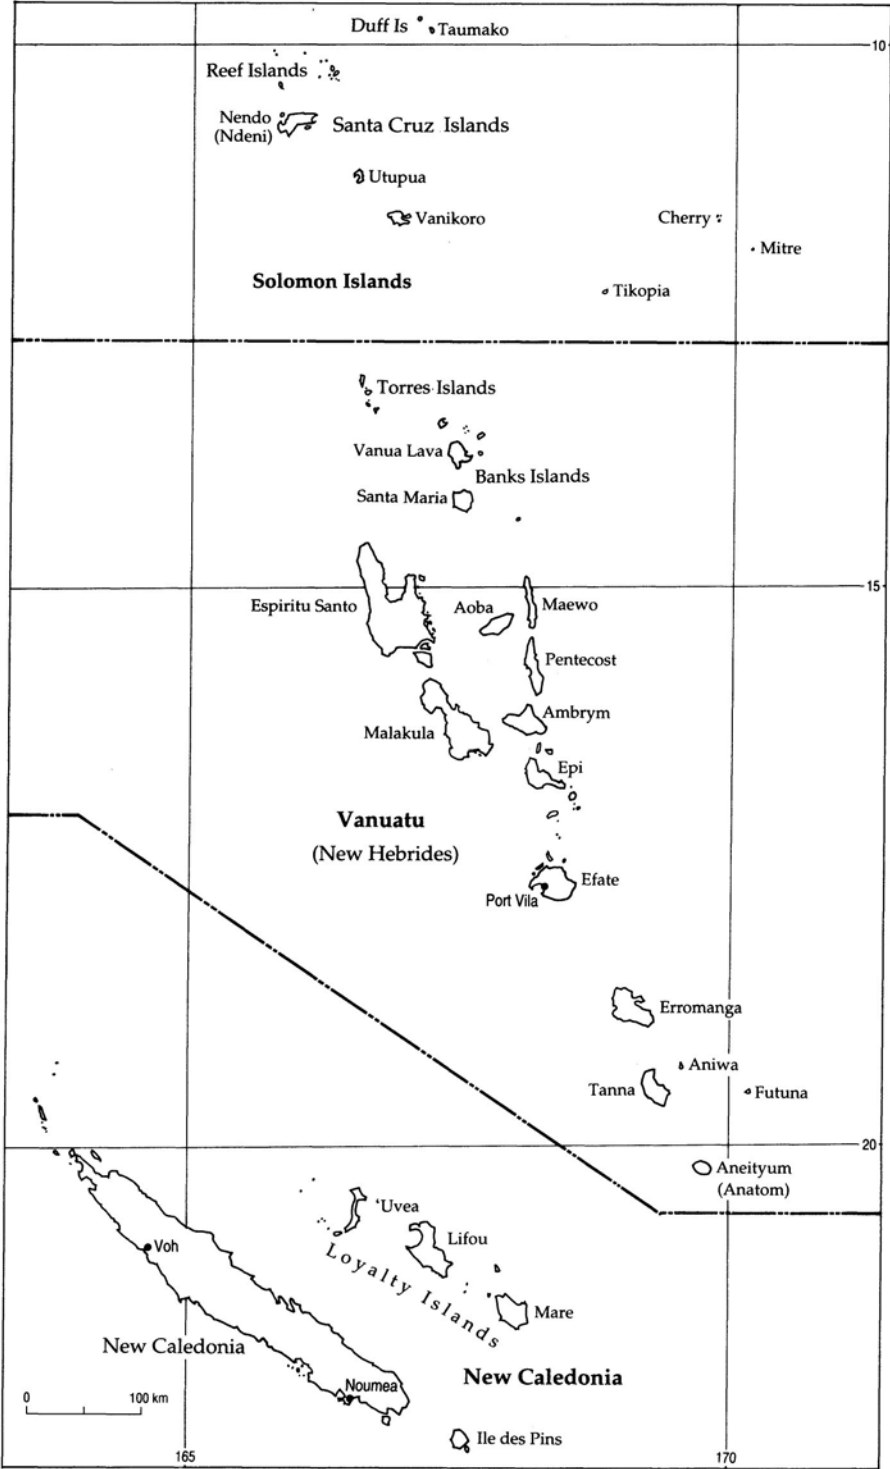 Duff Is
Taumako
10
Reef Islands
Nendo
(Ndeni)
Santa Cruz Islands
Utupua
Vanikoro
Cherry
Mitre
Solomon Islands
Tikopia
Torres Islands
Vanua Lava
Banks Islands
Santa Maria
15
Espiritu Santo
Aoba
Maewo
Pentecost
Ambrym
Malakula
Epi
Vanuatu
(New Hebrides)
Efate
Port Vila
Erromanga
Aniwa
Tanna
Futuna
20
Aneityum
(Anatom)
'Uvea
Lifou
Voh
Loyalty Islands
Mare
New Caledonia
New Caledonia
Noumea
0
100 km
Ile des Pins
165
170